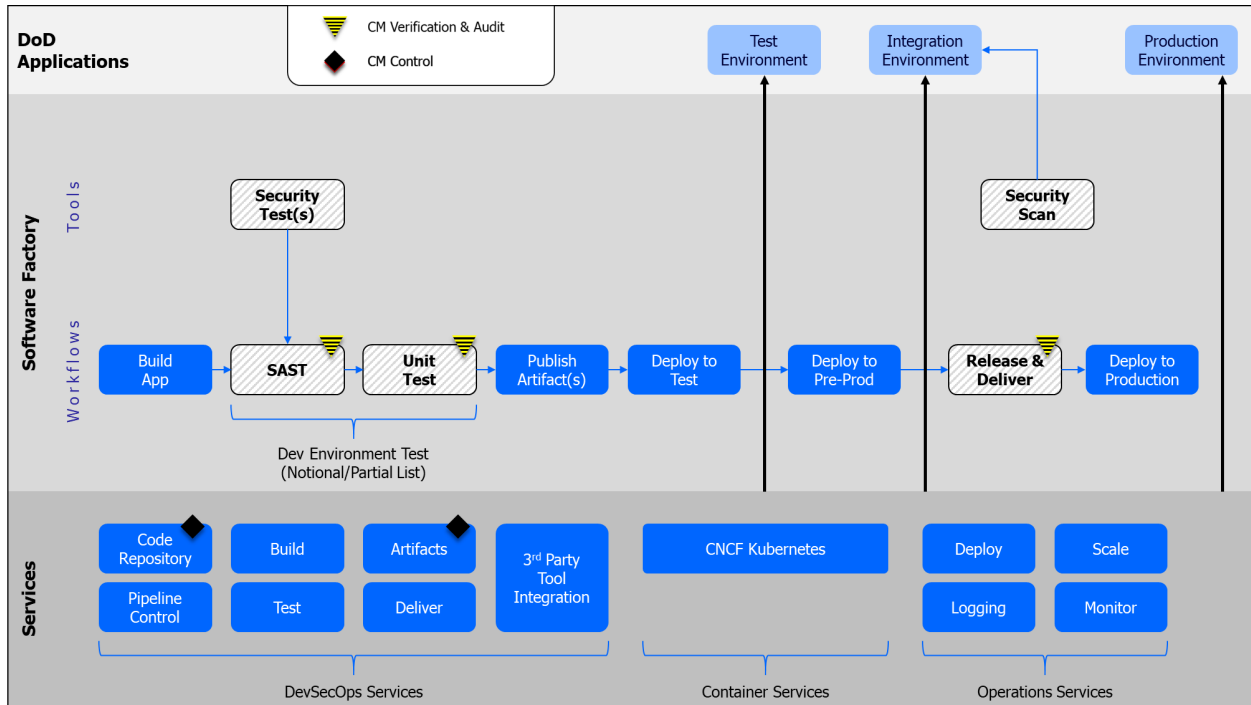 DoD
Applications
CM Verification & Audit
CM Control
Test
Environment
Integration
Environment
Production
Environment
Software Factory
Tools
Security
Test(s)
Security
Scan
Workflows
Build
App
SAST
Unit
Test
Publish
Artifact(s)
Deploy to
Test
Deploy to
Pre-Prod
Release &
Deliver
Deploy to
Production
Dev Environment Test
(Notional/Partial List)
Services
Code
Repository
Build
Artifacts
3rd Party
Tool
Integration
CNCF Kubernetes
Deploy
Scale
Pipeline
Control
Test
Deliver
Logging
Monitor
DevSecOps Services
Container Services
Operations Services